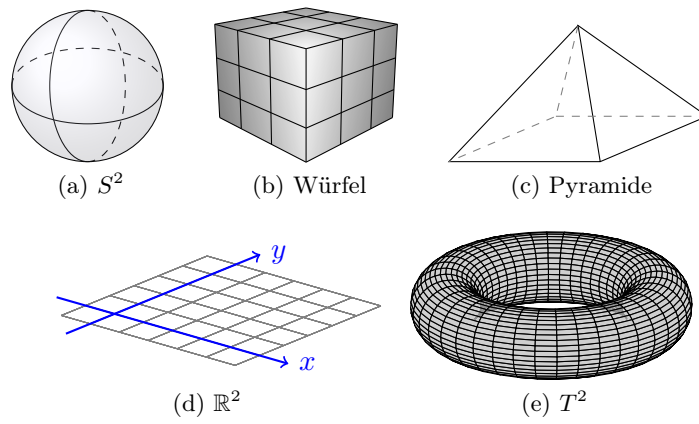 (a) S²
(b) Würfel
(c) Pyramide
y
x
(d) ℝ²
(e) T²